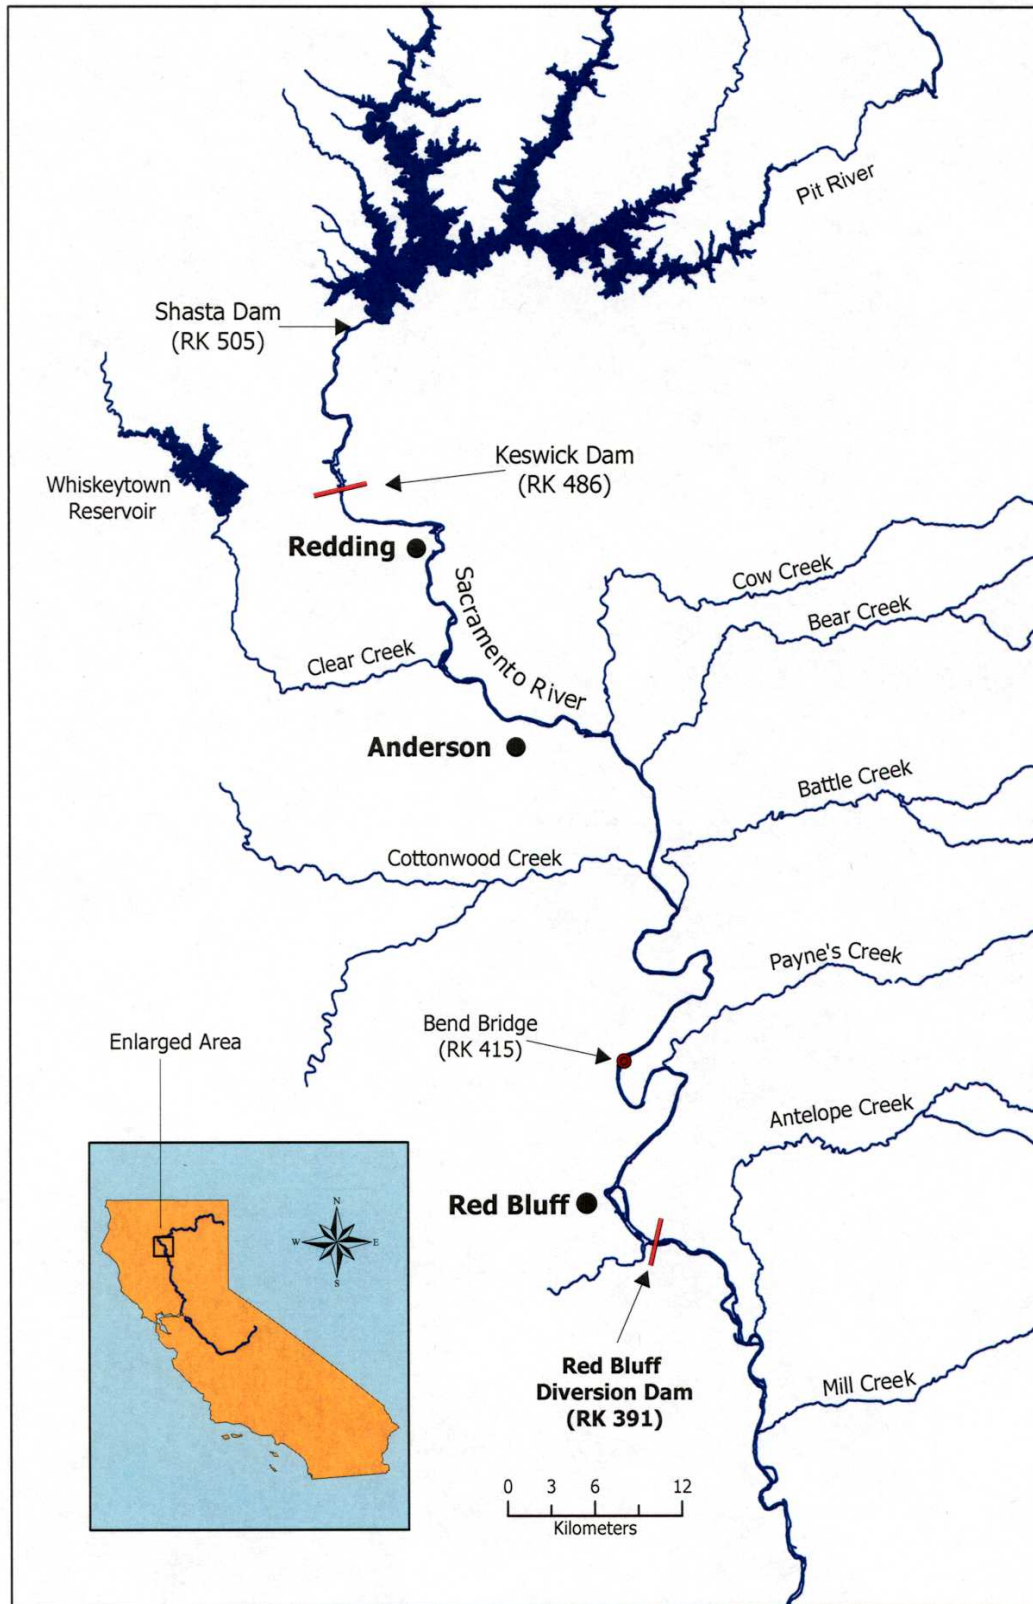 Pit River
Shasta Dam
(RK 505)
Keswick Dam
(RK 486)
Whiskeytown
Reservoir
Redding
Sacramento River
Cow Creek
Bear Creek
Clear Creek
Anderson
Battle Creek
Cottonwood Creek
Payne's Creek
Bend Bridge
(RK 415)
Enlarged Area
Antelope Creek
Red Bluff
N
W
E
S
Red Bluff
Diversion Dam
(RK 391)
Mill Creek
0 3 6 12
Kilometers